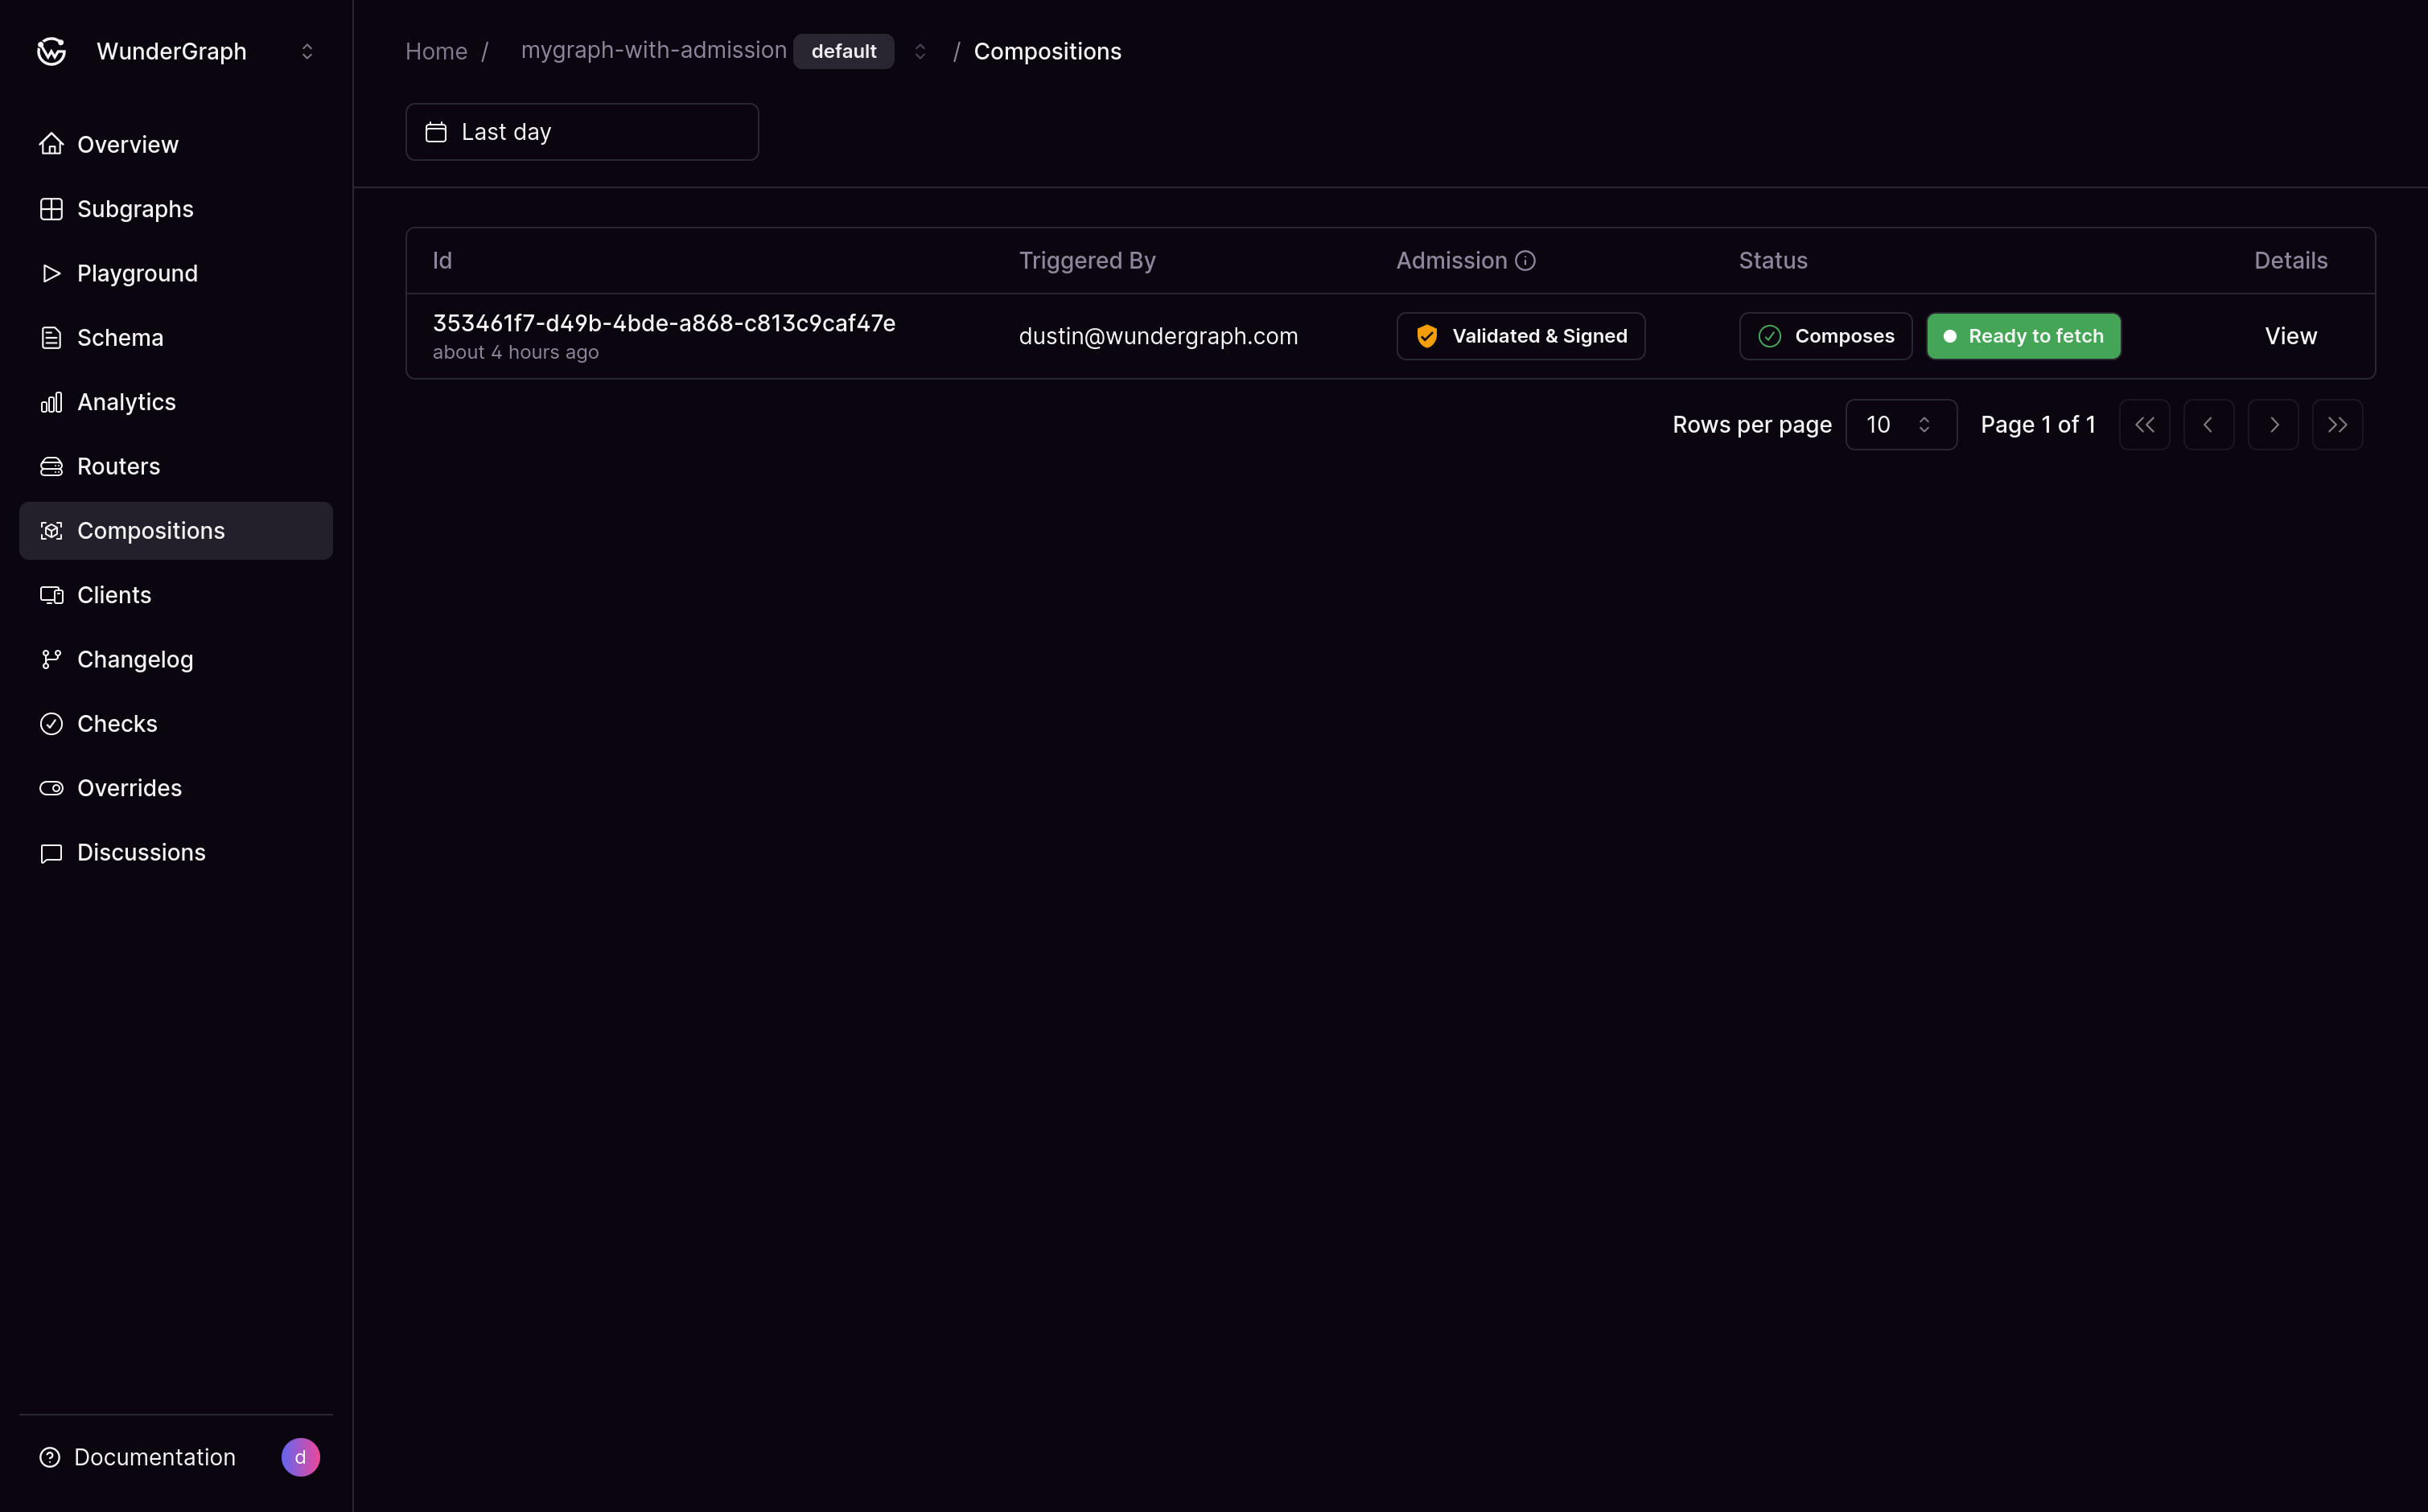 WunderGraph
Overview
Subgraphs
Playground
Schema
Analytics
Routers
Compositions
Clients
Changelog
Checks
Overrides
Discussions
Documentation
d
Home / mygraph-with-admission default / Compositions
Last day
Id Triggered By Admission Status Details
353461f7-d49b-4bde-a868-c813c9caf47e
about 4 hours ago
dustin@wundergraph.com Validated & Signed Composes Ready to fetch View
Rows per page 10 Page 1 of 1